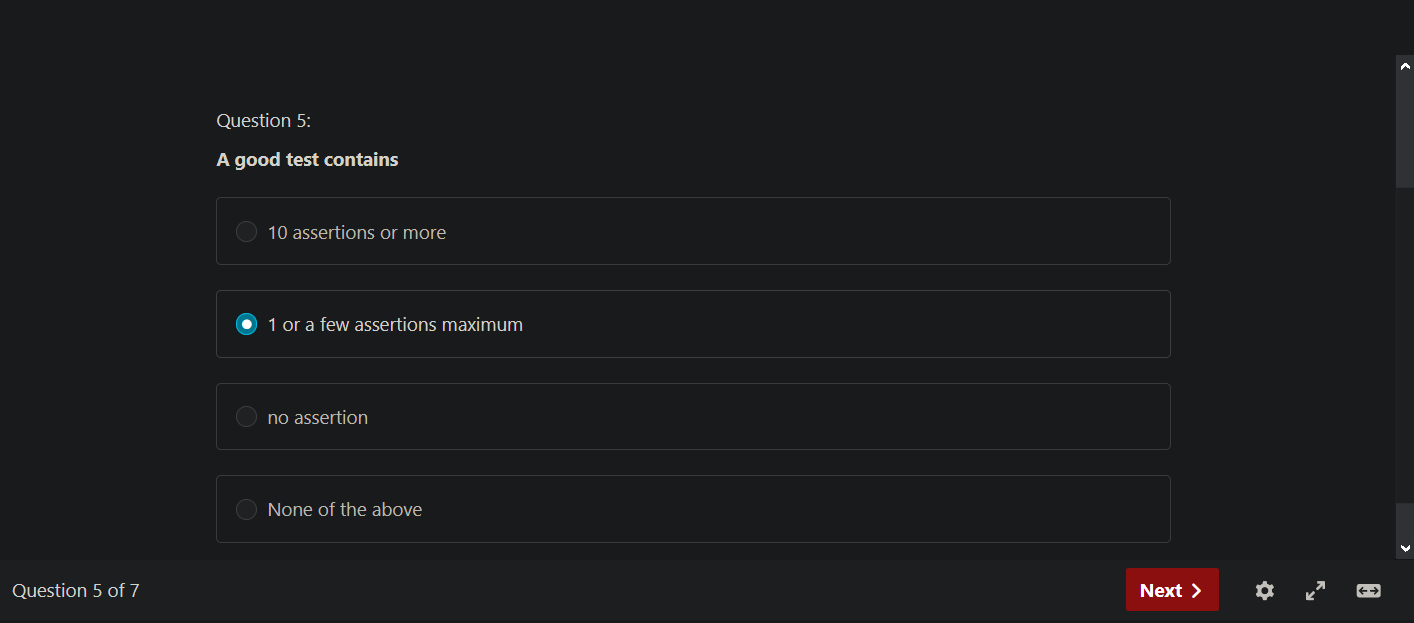 Question 5:
A good test contains
10 assertions or more
1 or a few assertions maximum
no assertion
None of the above
Question 5 of 7
Next